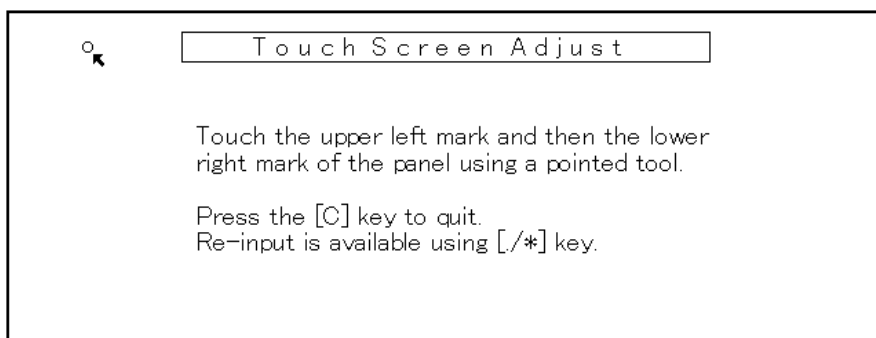 Touch Screen Adjust
Touch the upper left mark and then the lower
right mark of the panel using a pointed tool.
Press the [C] key to quit.
Re-input is available using [./*] key.